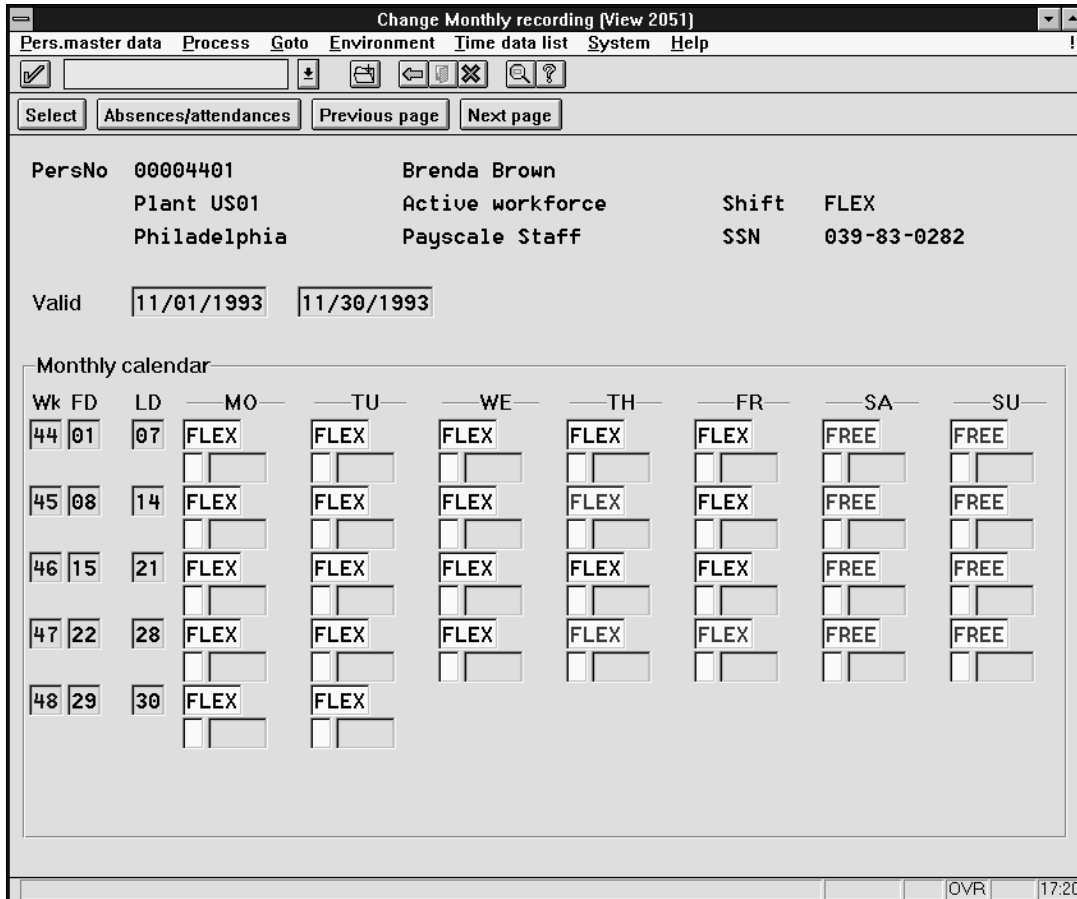 Change Monthly recording (View 2051)
Pers.master data Process Goto Environment Time data list System Help !
Select Absences/attendances Previous page Next page
PersNo 00004401 Brenda Brown
Plant US01 Active workforce Shift FLEX
Philadelphia Payscale Staff SSN 039-83-0282
Valid 11/01/1993 11/30/1993
Monthly calendar
Wk FD LD MO TU WE TH FR SA SU
44 01 07 FLEX FLEX FLEX FLEX FLEX FREE FREE
45 08 14 FLEX FLEX FLEX FLEX FLEX FREE FREE
46 15 21 FLEX FLEX FLEX FLEX FLEX FREE FREE
47 22 28 FLEX FLEX FLEX FLEX FLEX FREE FREE
48 29 30 FLEX FLEX
OVR 17:20